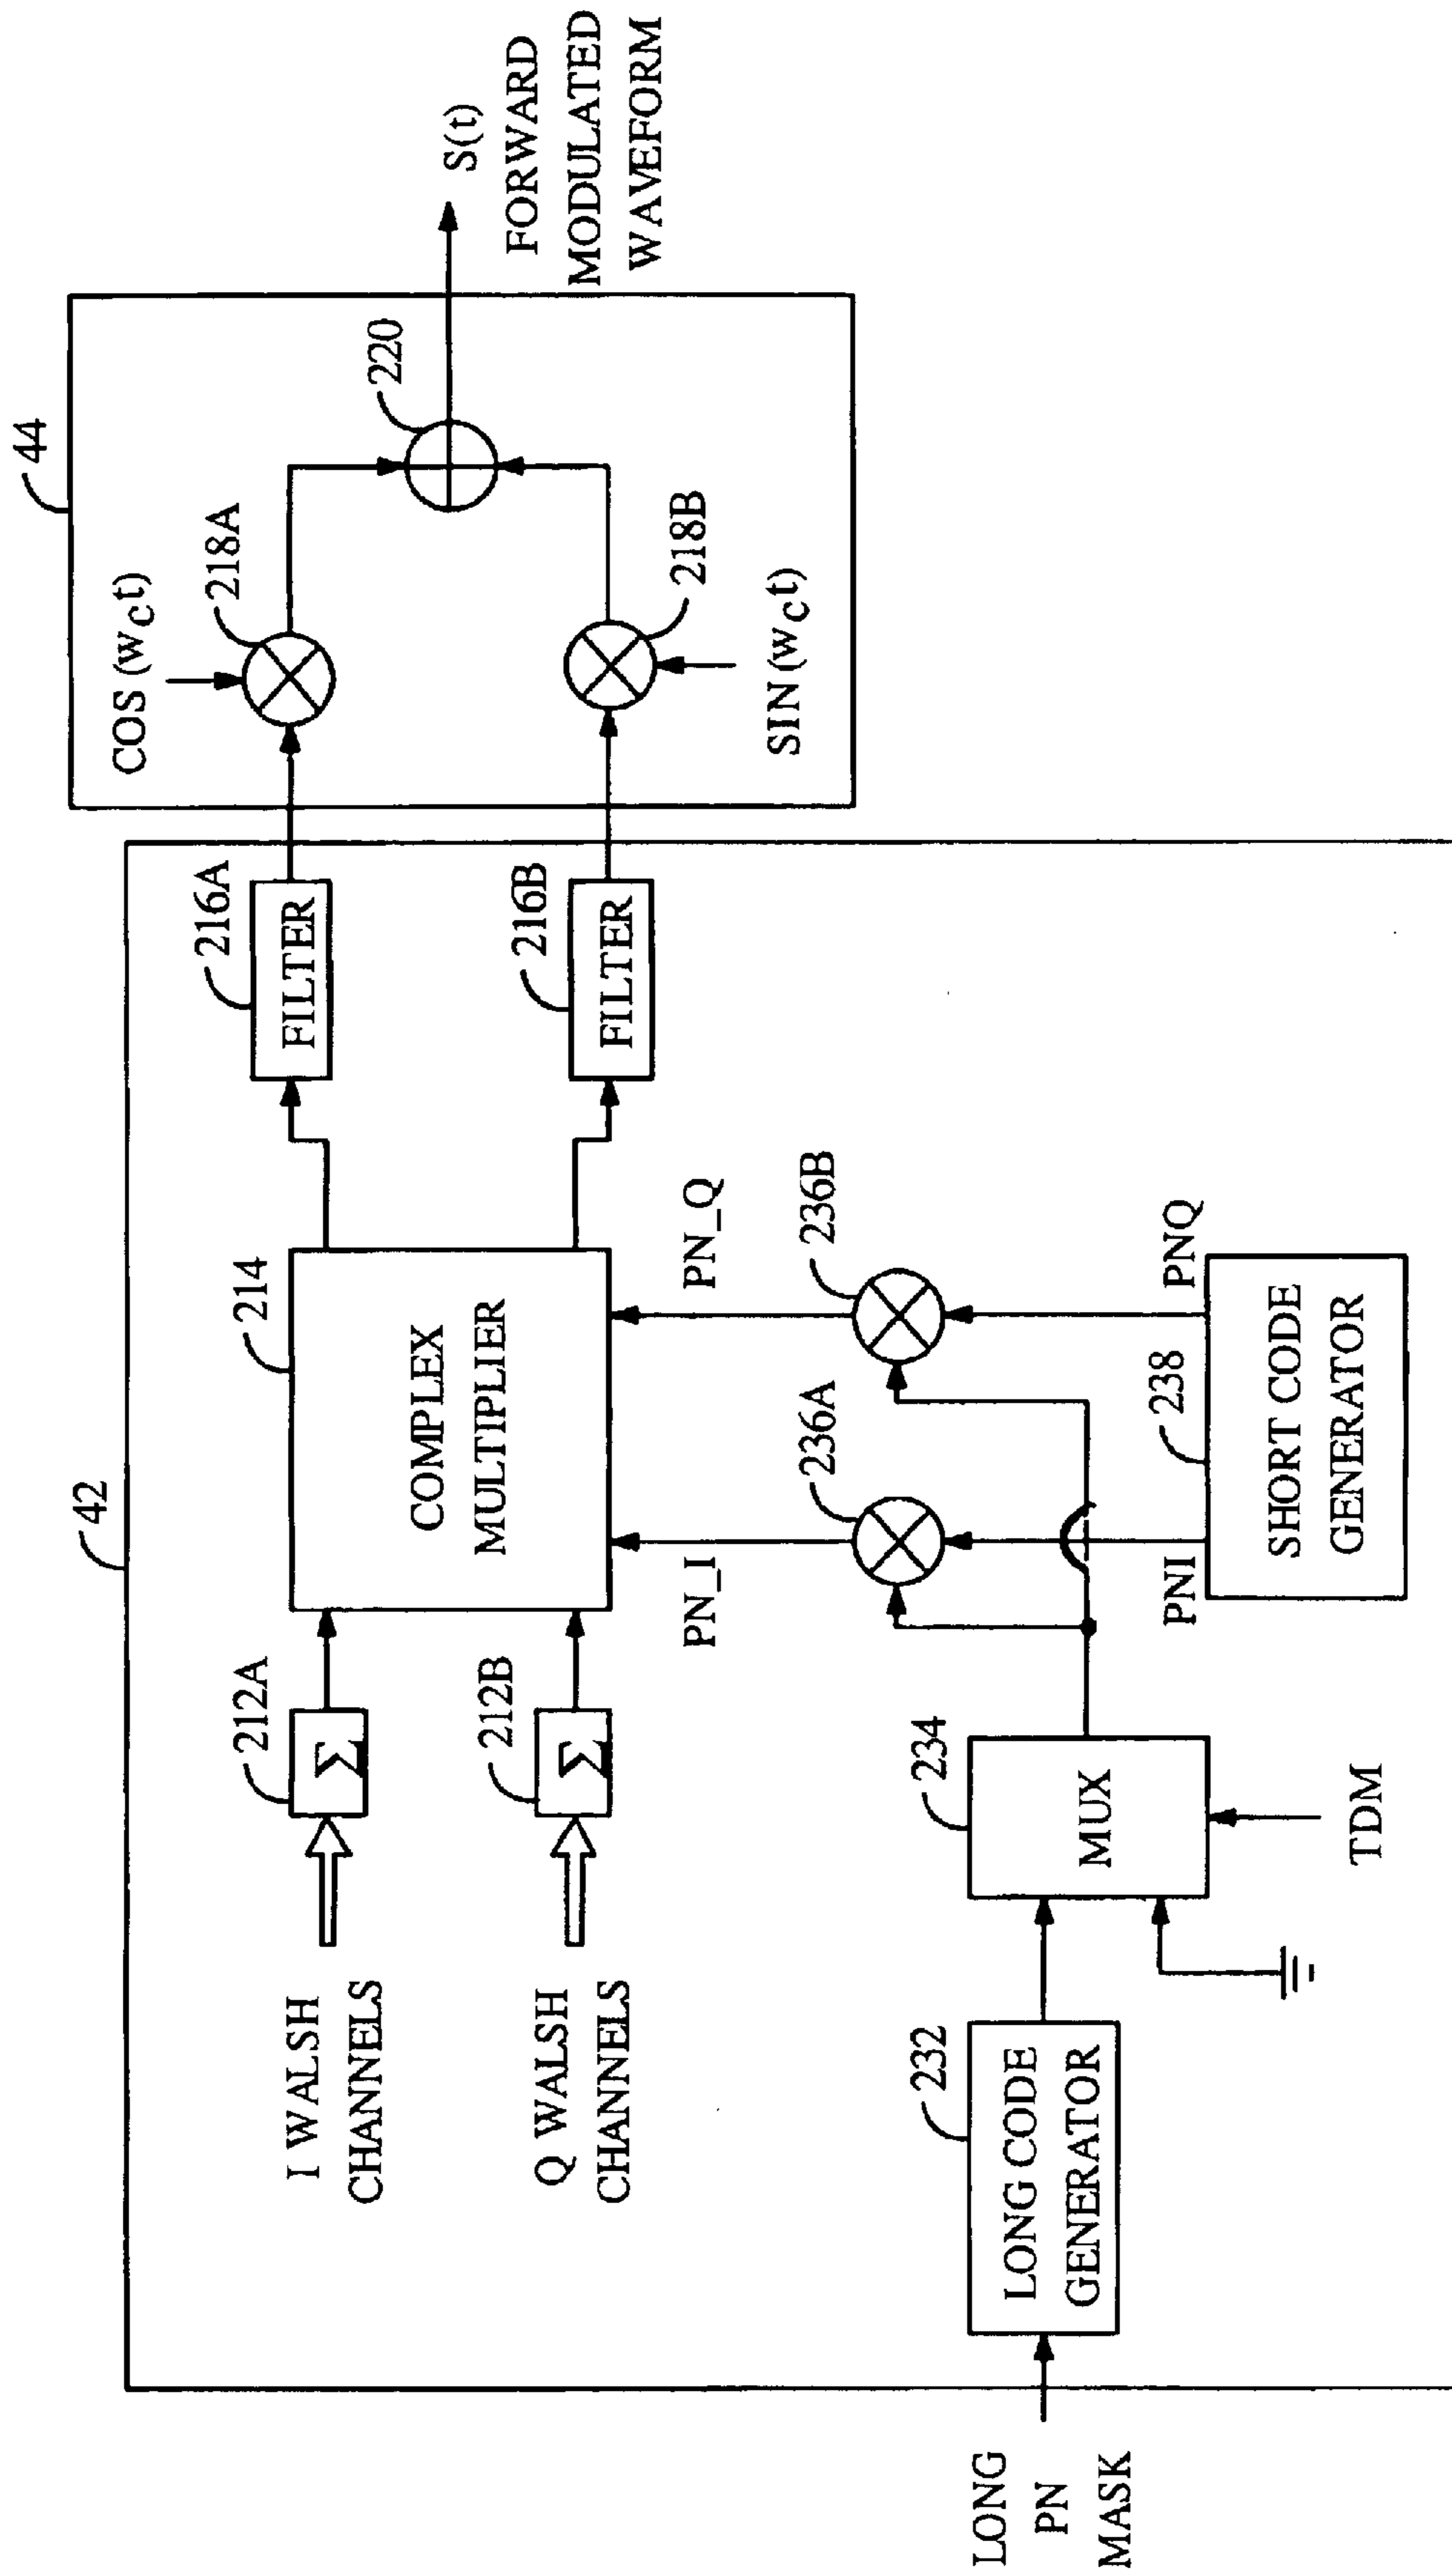 42
44
I WALSH
CHANNELS
212A
Σ
214
COMPLEX
MULTIPLIER
216A
FILTER
COS (wct)
218A
220
S(t)
FORWARD
MODULATED
WAVEFORM
Q WALSH
CHANNELS
212B
Σ
216B
FILTER
218B
SIN (wct)
PN_I
PN_Q
236A
236B
LONG
PN
MASK
232
LONG CODE
GENERATOR
234
MUX
TDM
PNI
PNQ
238
SHORT CODE
GENERATOR